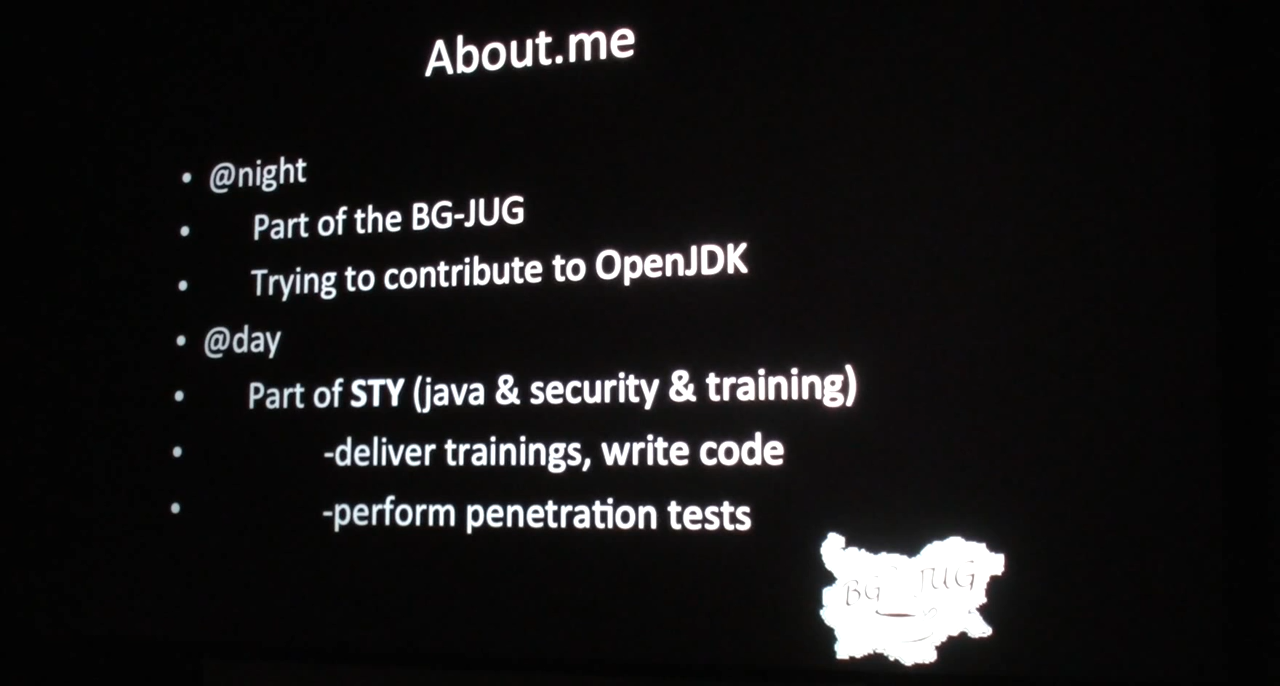 About.me
• @night
• Part of the BG-JUG
• Trying to contribute to OpenJDK
• @day
• Part of STY (java & security & training)
• -deliver trainings, write code
• -perform penetration tests
BG JUG